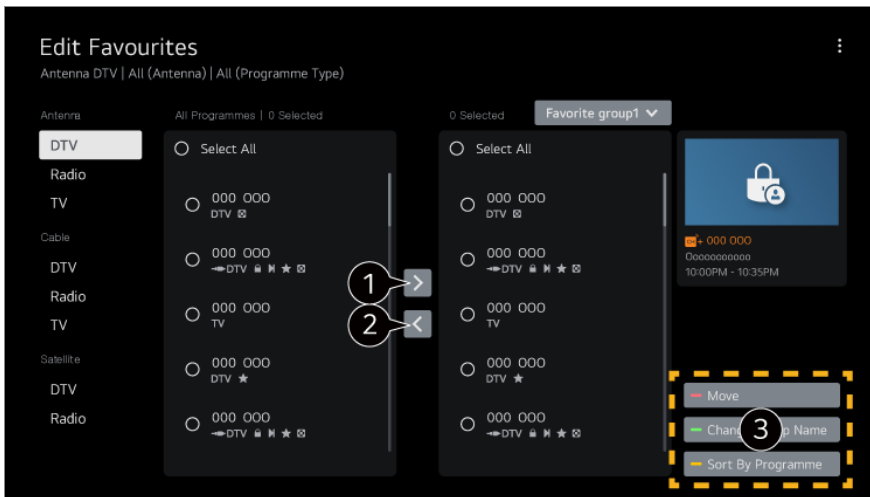 Edit Favourites
Antenna DTV | All (Antenna) | All (Programme Type)
Antenna
DTV
Radio
TV
Cable
DTV
Radio
TV
Satellite
DTV
Radio
All Programmes | 0 Selected
Select All
000 000
DTV
000 000
DTV
000 000
TV
000 000
DTV
000 000
DTV
1
2
0 Selected
Favorite group1
Select All
000 000
DTV
000 000
DTV
000 000
TV
000 000
DTV
000 000
DTV
CH+ 000 000
Oooooooooo
10:00PM - 10:35PM
Move
3
Name
Sort By Programme